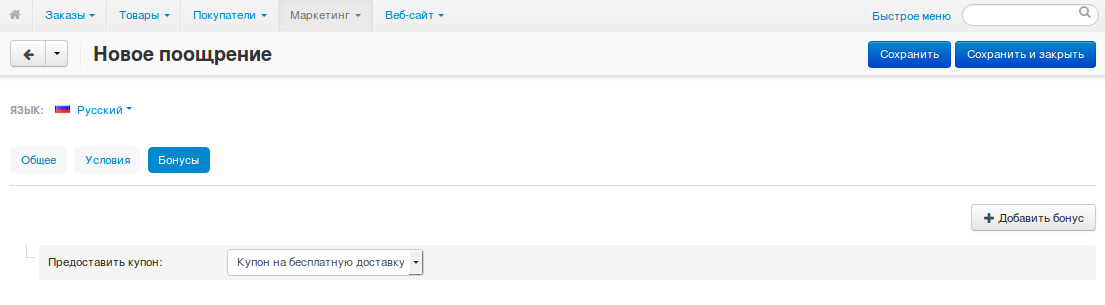 Заказы Товары Покупатели Маркетинг Веб-сайт Быстрое меню
Новое поощрение Сохранить Сохранить и закрыть
ЯЗЫК: Русский
Общее Условия Бонусы
Добавить бонус
Предоставить купон: Купон на бесплатную доставку